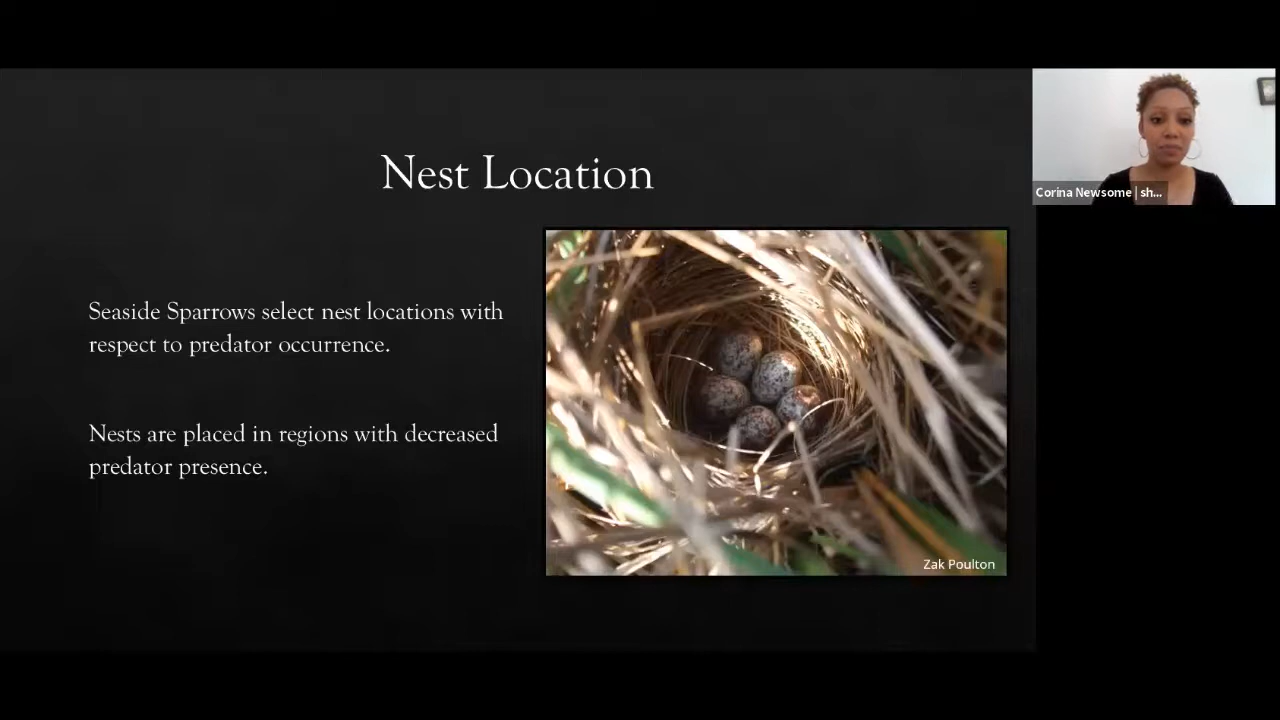 Nest Location
Seaside Sparrows select nest locations with
respect to predator occurrence.
Nests are placed in regions with decreased
predator presence.
Zak Poulton
Corina Newsome | sh...